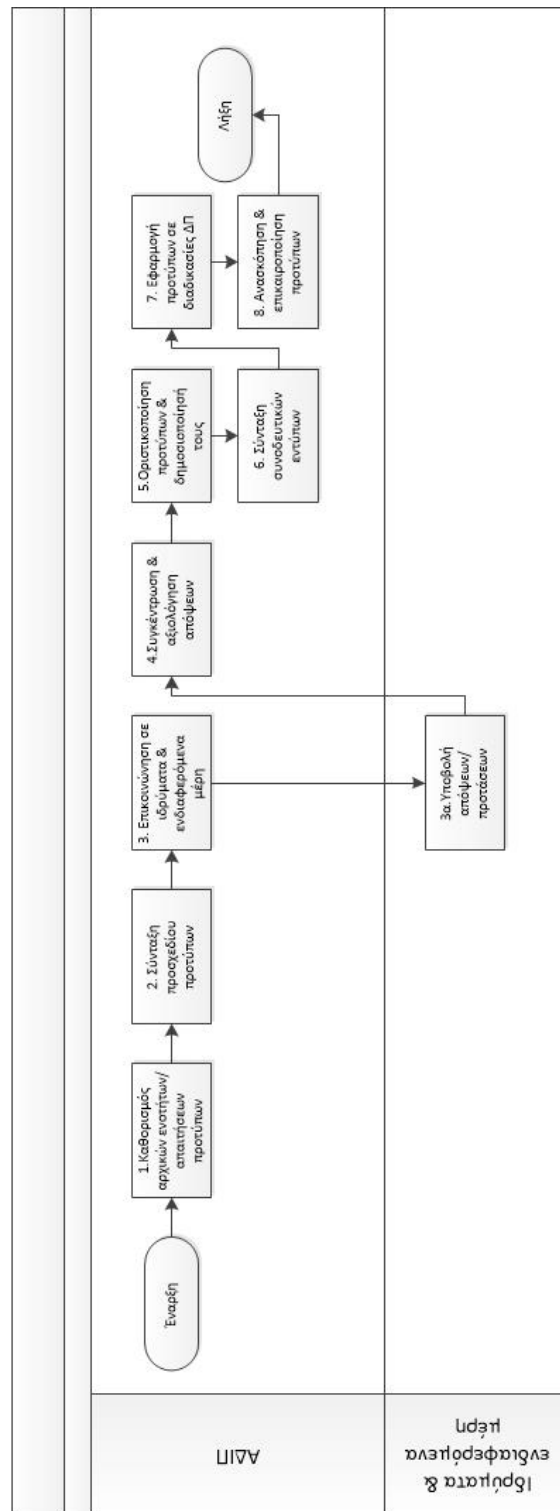 ΑΔΙΠ
Έναρξη
1.Καθορισμός
αρχικών ενοτήτων/
απαιτήσεων
προτύπων
2. Σύνταξη
προσχεδίου
προτύπων
3. Επικοινώνηση σε
ιδρύματα &
ενδιαφερόμενα
μέρη
4.Συγκέντρωση &
αξιολόγηση
απόψεων
5.Οριστικοποίηση
προτύπων &
δημοσιοποίησή
τους
6. Σύνταξη
συνοδευτικών
εντύπων
7. Εφαρμογή
προτύπων σε
διαδικασίες ΔΠ
8. Ανασκόπηση &
επικαιροποίηση
προτύπων
Λήξη
Ιδρύματα &
ενδιαφερόμενα
μέρη
3α.Υποβολή
απόψεων/
προτάσεων